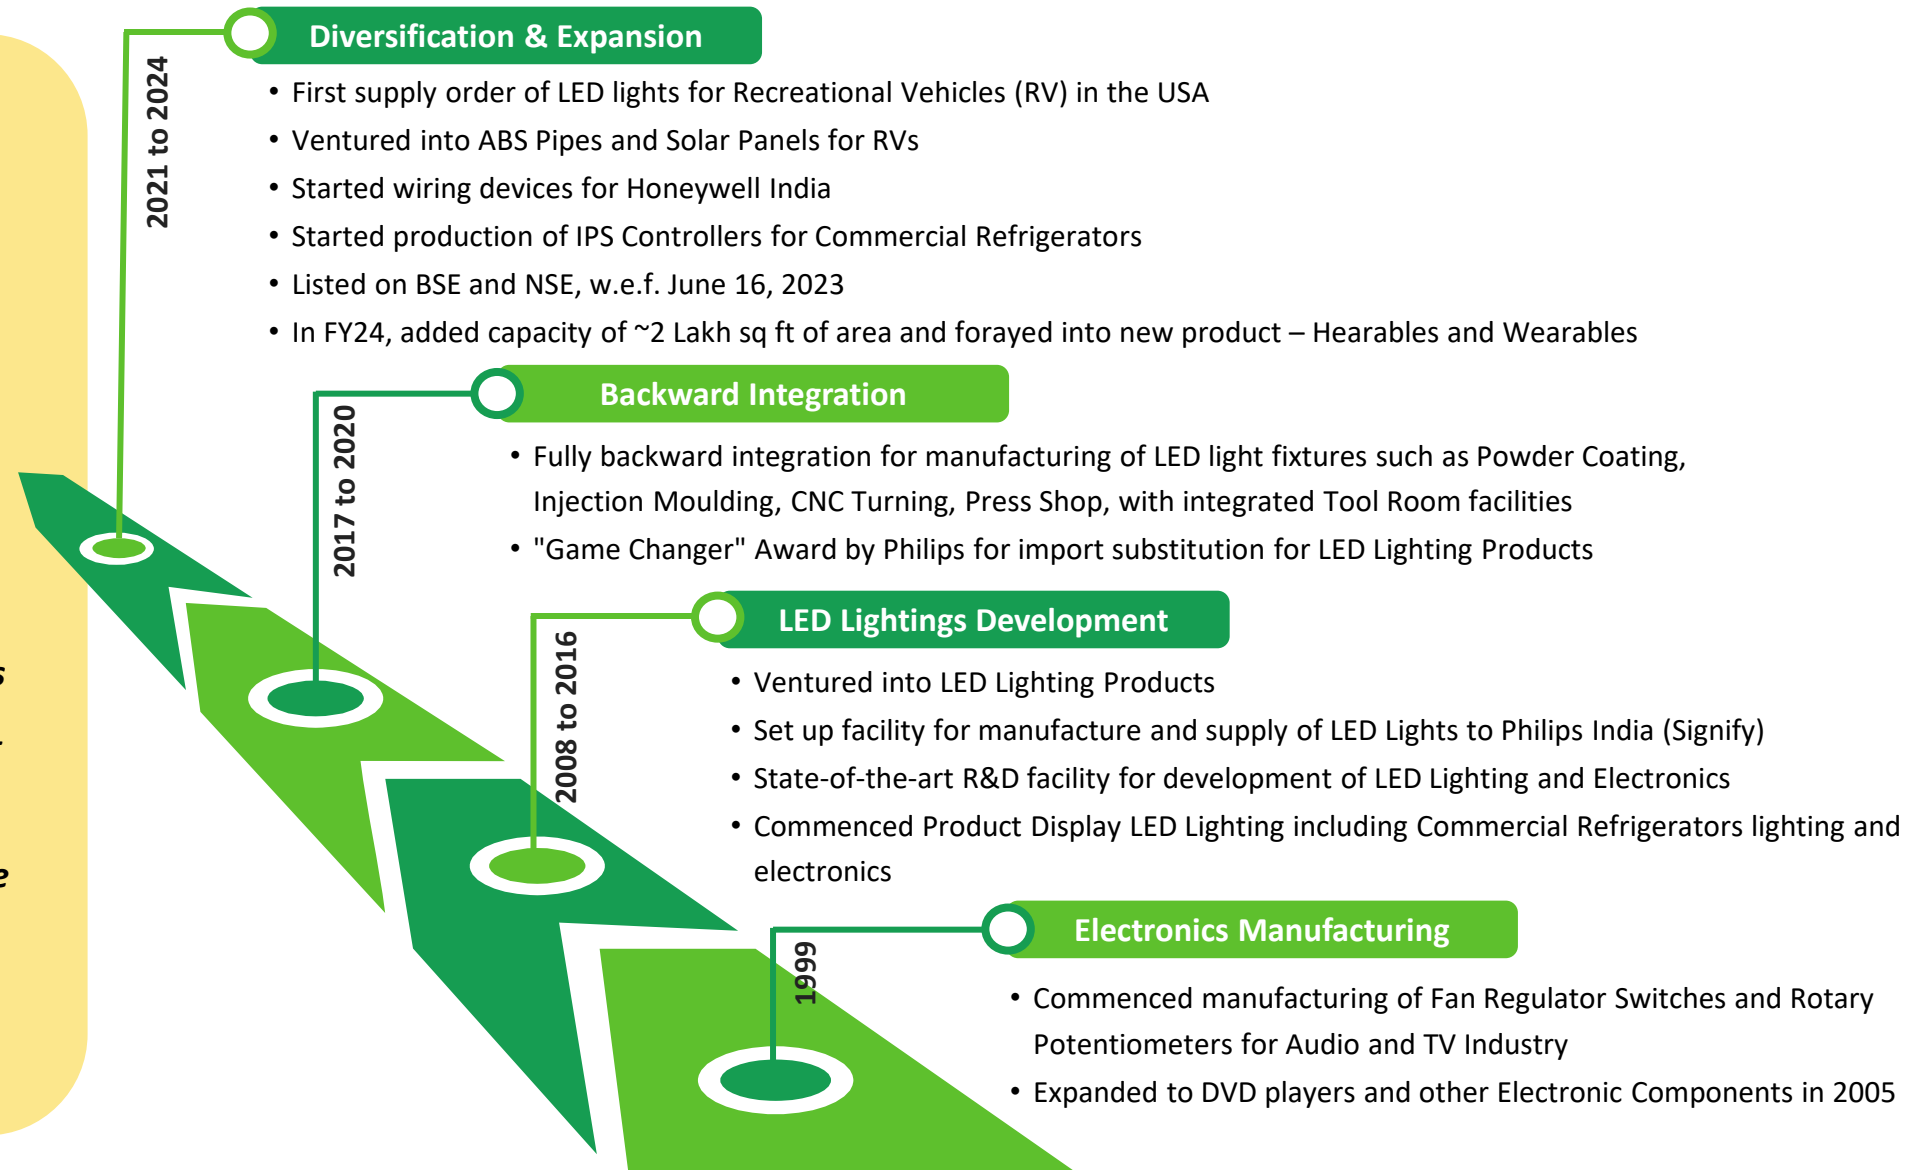 Diversification & Expansion
2021 to 2024
• First supply order of LED lights for Recreational Vehicles (RV) in the USA
• Ventured into ABS Pipes and Solar Panels for RVs
• Started wiring devices for Honeywell India
• Started production of IPS Controllers for Commercial Refrigerators
• Listed on BSE and NSE, w.e.f. June 16, 2023
• In FY24, added capacity of ~2 Lakh sq ft of area and forayed into new product – Hearables and Wearables
Backward Integration
2017 to 2020
• Fully backward integration for manufacturing of LED light fixtures such as Powder Coating,
Injection Moulding, CNC Turning, Press Shop, with integrated Tool Room facilities
• "Game Changer" Award by Philips for import substitution for LED Lighting Products
LED Lightings Development
2008 to 2016
• Ventured into LED Lighting Products
• Set up facility for manufacture and supply of LED Lights to Philips India (Signify)
• State-of-the-art R&D facility for development of LED Lighting and Electronics
• Commenced Product Display LED Lighting including Commercial Refrigerators lighting and
electronics
Electronics Manufacturing
1999
• Commenced manufacturing of Fan Regulator Switches and Rotary
Potentiometers for Audio and TV Industry
• Expanded to DVD players and other Electronic Components in 2005